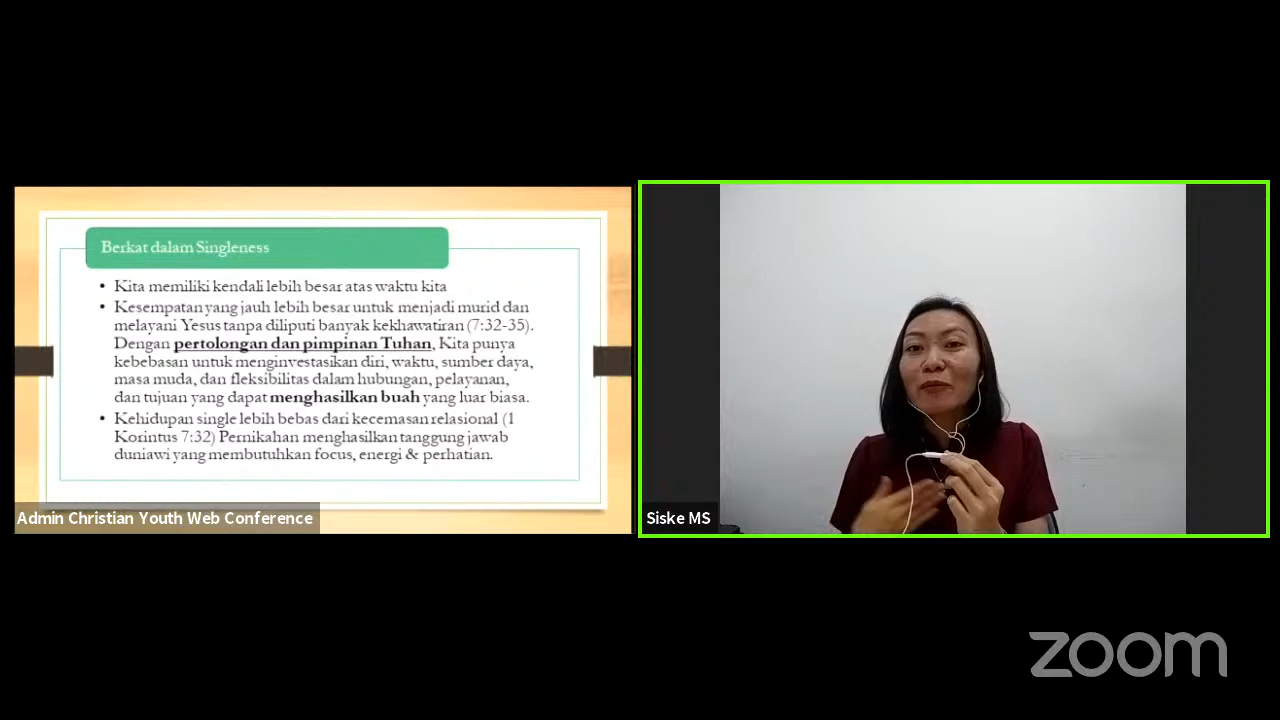 Berkat dalam Singleness
• Kita memiliki kendali lebih besar atas waktu kita
• Kesempatan yang jauh lebih besar untuk menjadi murid dan
melayani Yesus tanpa diliputi banyak kekhawatiran (7:32-35).
Dengan pertolongan dan pimpinan Tuhan, Kita punya
kebebasan untuk menginvestasikan diri, waktu, sumber daya,
masa muda, dan fleksibilitas dalam hubungan, pelayanan,
dan tujuan yang dapat menghasilkan buah yang luar biasa.
• Kehidupan single lebih bebas dari kecemasan relasional (1
Korintus 7:32) Pernikahan menghasilkan tanggung jawab
duniawi yang membutuhkan focus, energi & perhatian.
Admin Christian Youth Web Conference
Siske MS
zoom